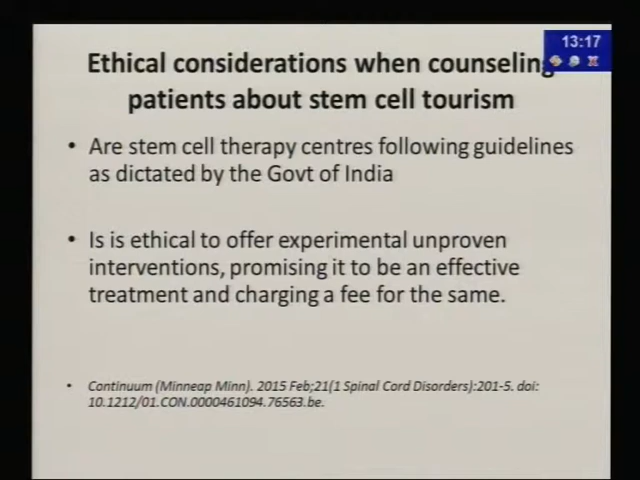 13:17
Ethical considerations when counseling
patients about stem cell tourism
• Are stem cell therapy centres following guidelines
as dictated by the Govt of India
• Is is ethical to offer experimental unproven
interventions, promising it to be an effective
treatment and charging a fee for the same.
• Continuum (Minneap Minn). 2015 Feb;21(1 Spinal Cord Disorders):201-5. doi:
10.1212/01.CON.0000461094.76563.be.